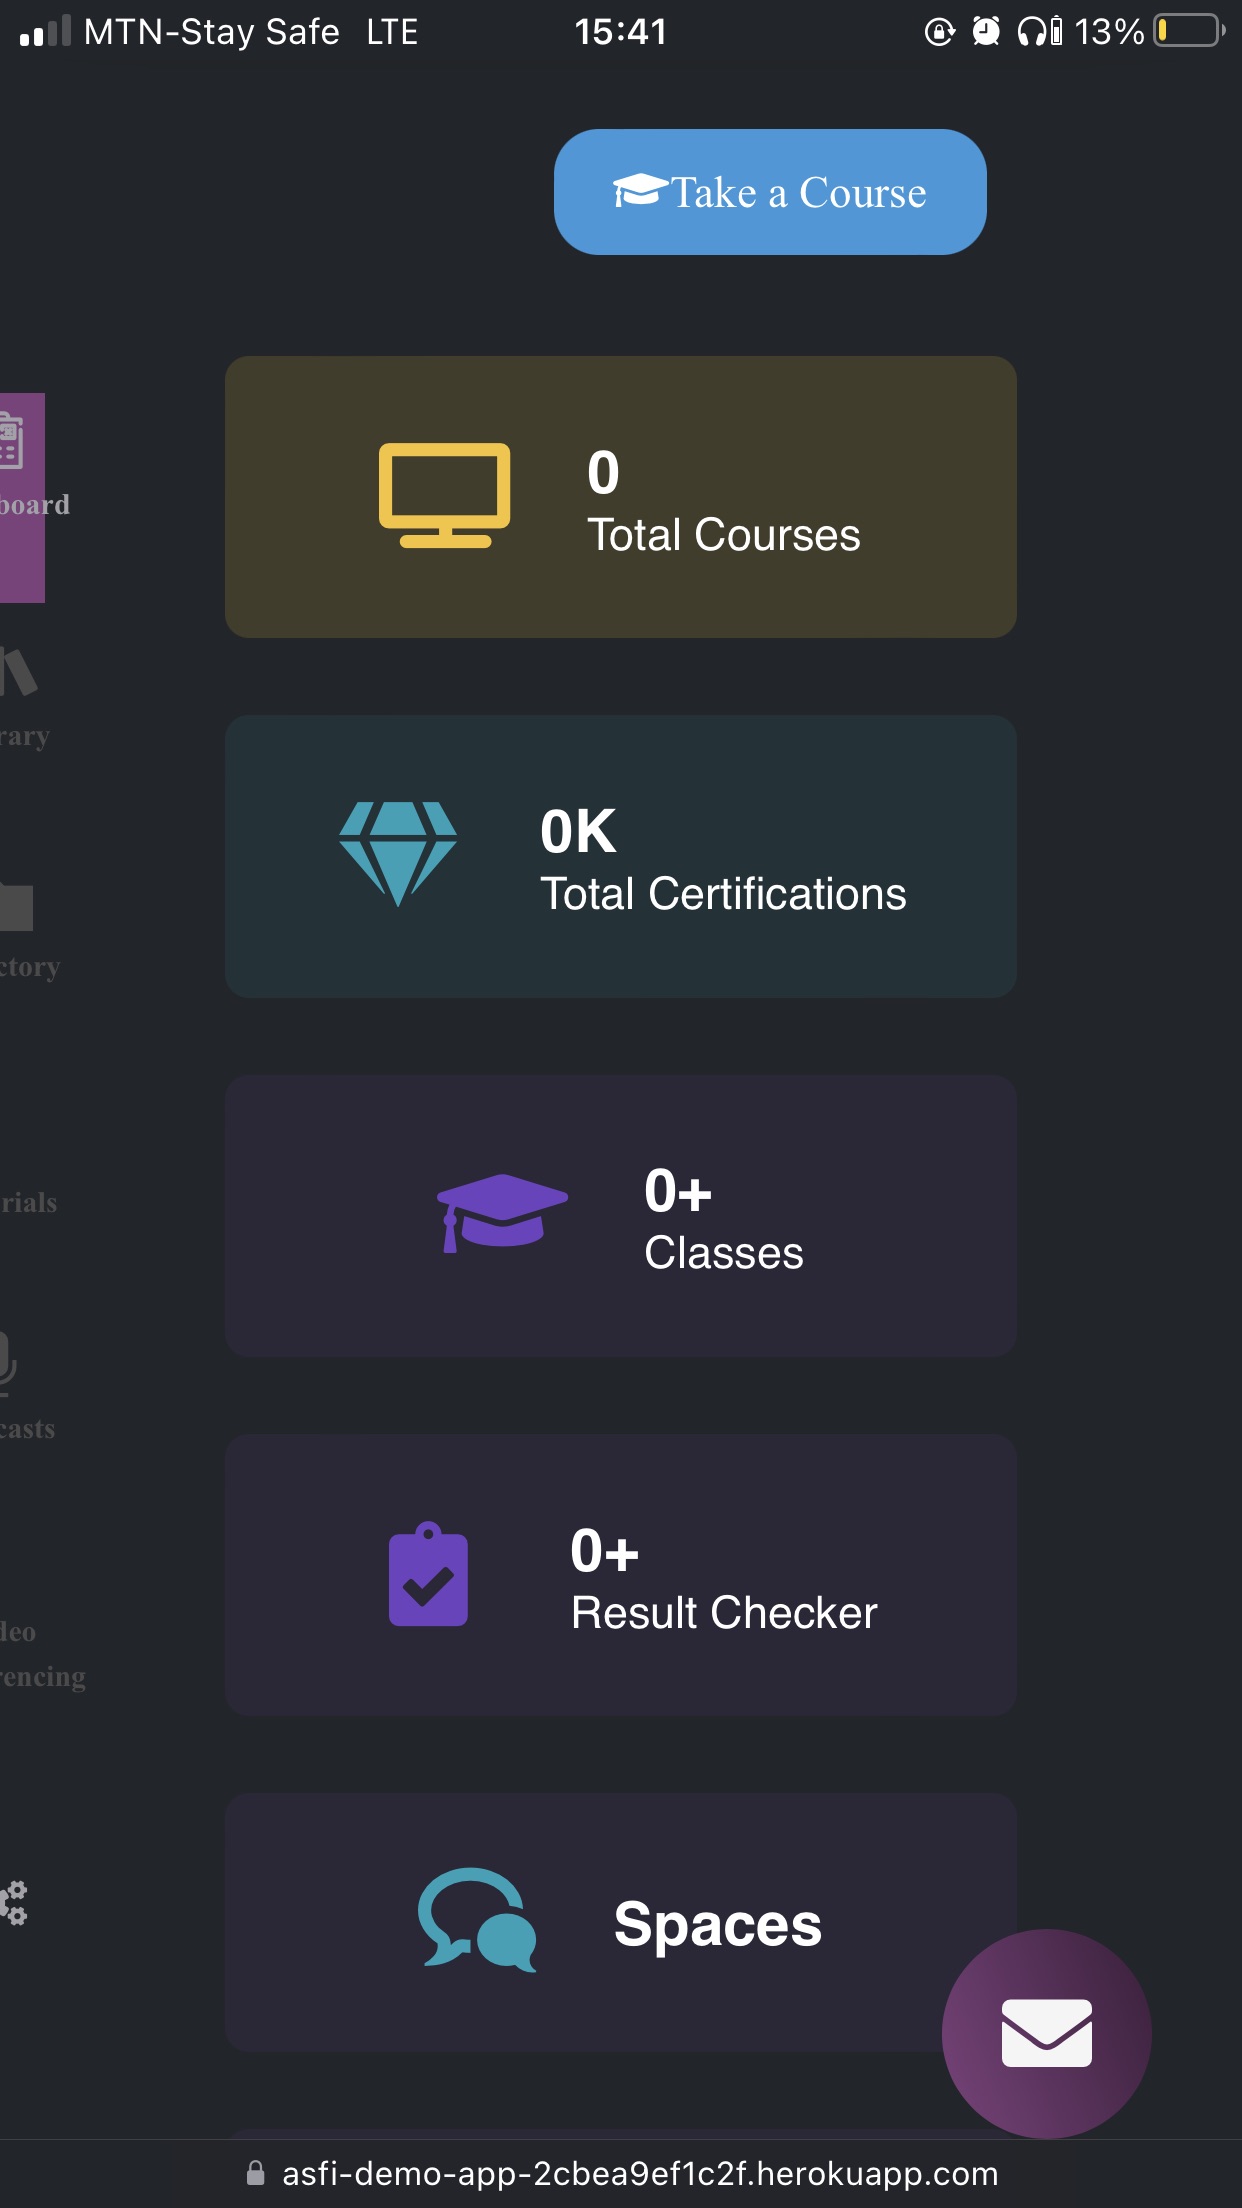 MTN-Stay Safe LTE 15:41 13%
Take a Course
board
0
Total Courses
rary
0K
Total Certifications
ctory
0+
Classes
rials
casts
0+
Result Checker
deo
rencing
Spaces
asfi-demo-app-2cbea9ef1c2f.herokuapp.com